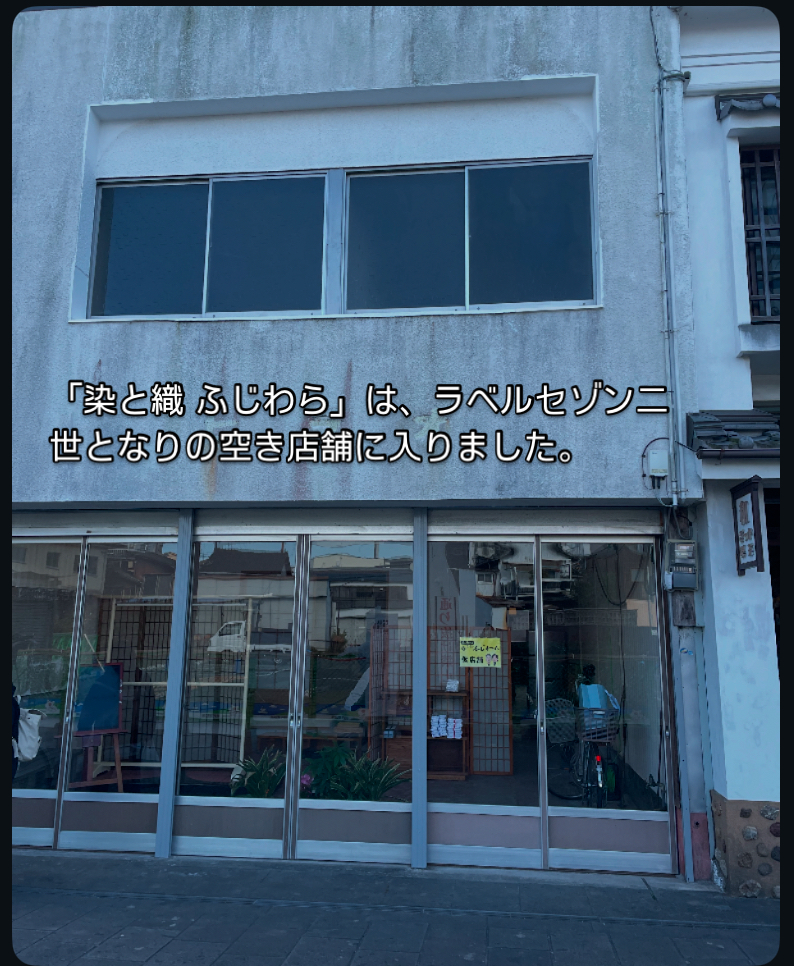 「染と織 ふじわら」は、ラベルセゾン二
世となりの空き店舗に入りました。